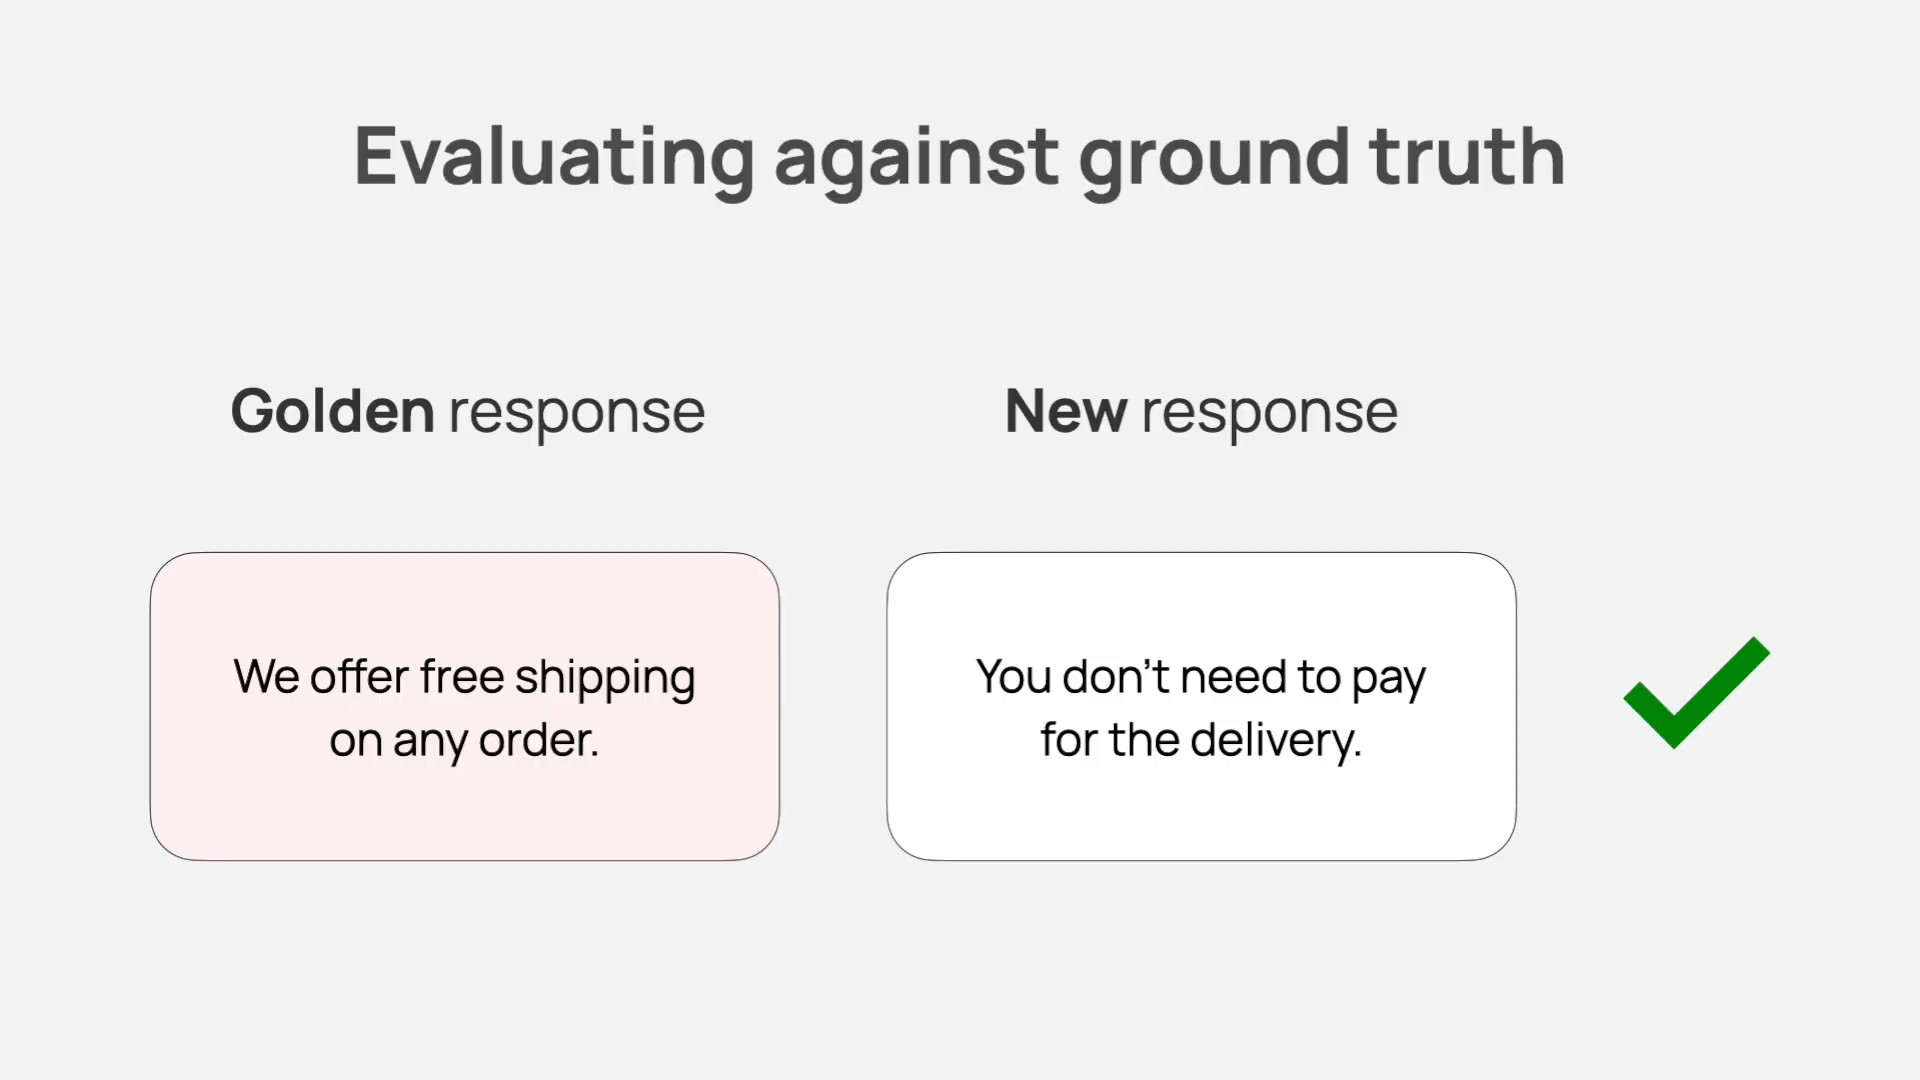 Evaluating against ground truth
Golden response
New response
We offer free shipping
on any order.
You don’t need to pay
for the delivery.